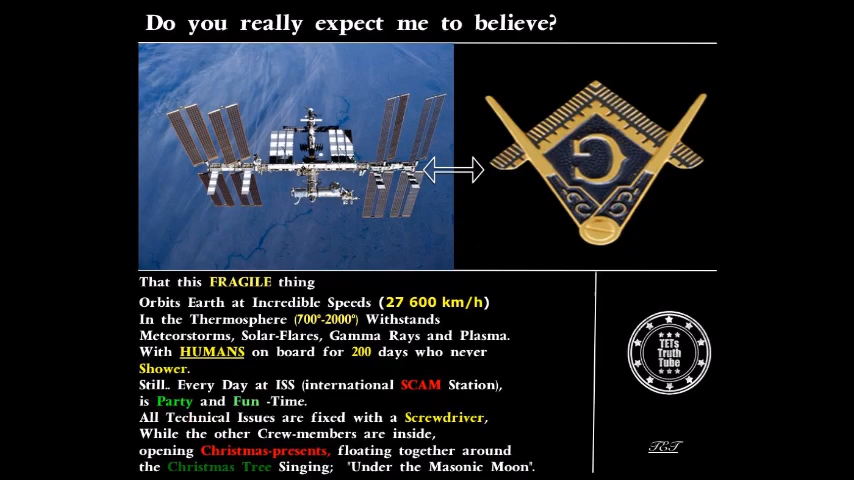 Do you really expect me to believe?
That this FRAGILE thing
Orbits Earth at Incredible Speeds (27 600 km/h)
In the Thermosphere (700°-2000°) Withstands
Meteorstorms, Solar-Flares, Gamma Rays and Plasma.
With HUMANS on board for 200 days who never
Shower.
Still.. Every Day at ISS (international SCAM Station),
is Party and Fun -Time.
All Technical Issues are fixed with a Screwdriver,
While the other Crew-members are inside,
opening Christmas-presents, floating together around
the Christmas Tree Singing; "Under the Masonic Moon".
TETs
Truth
Tube
TET